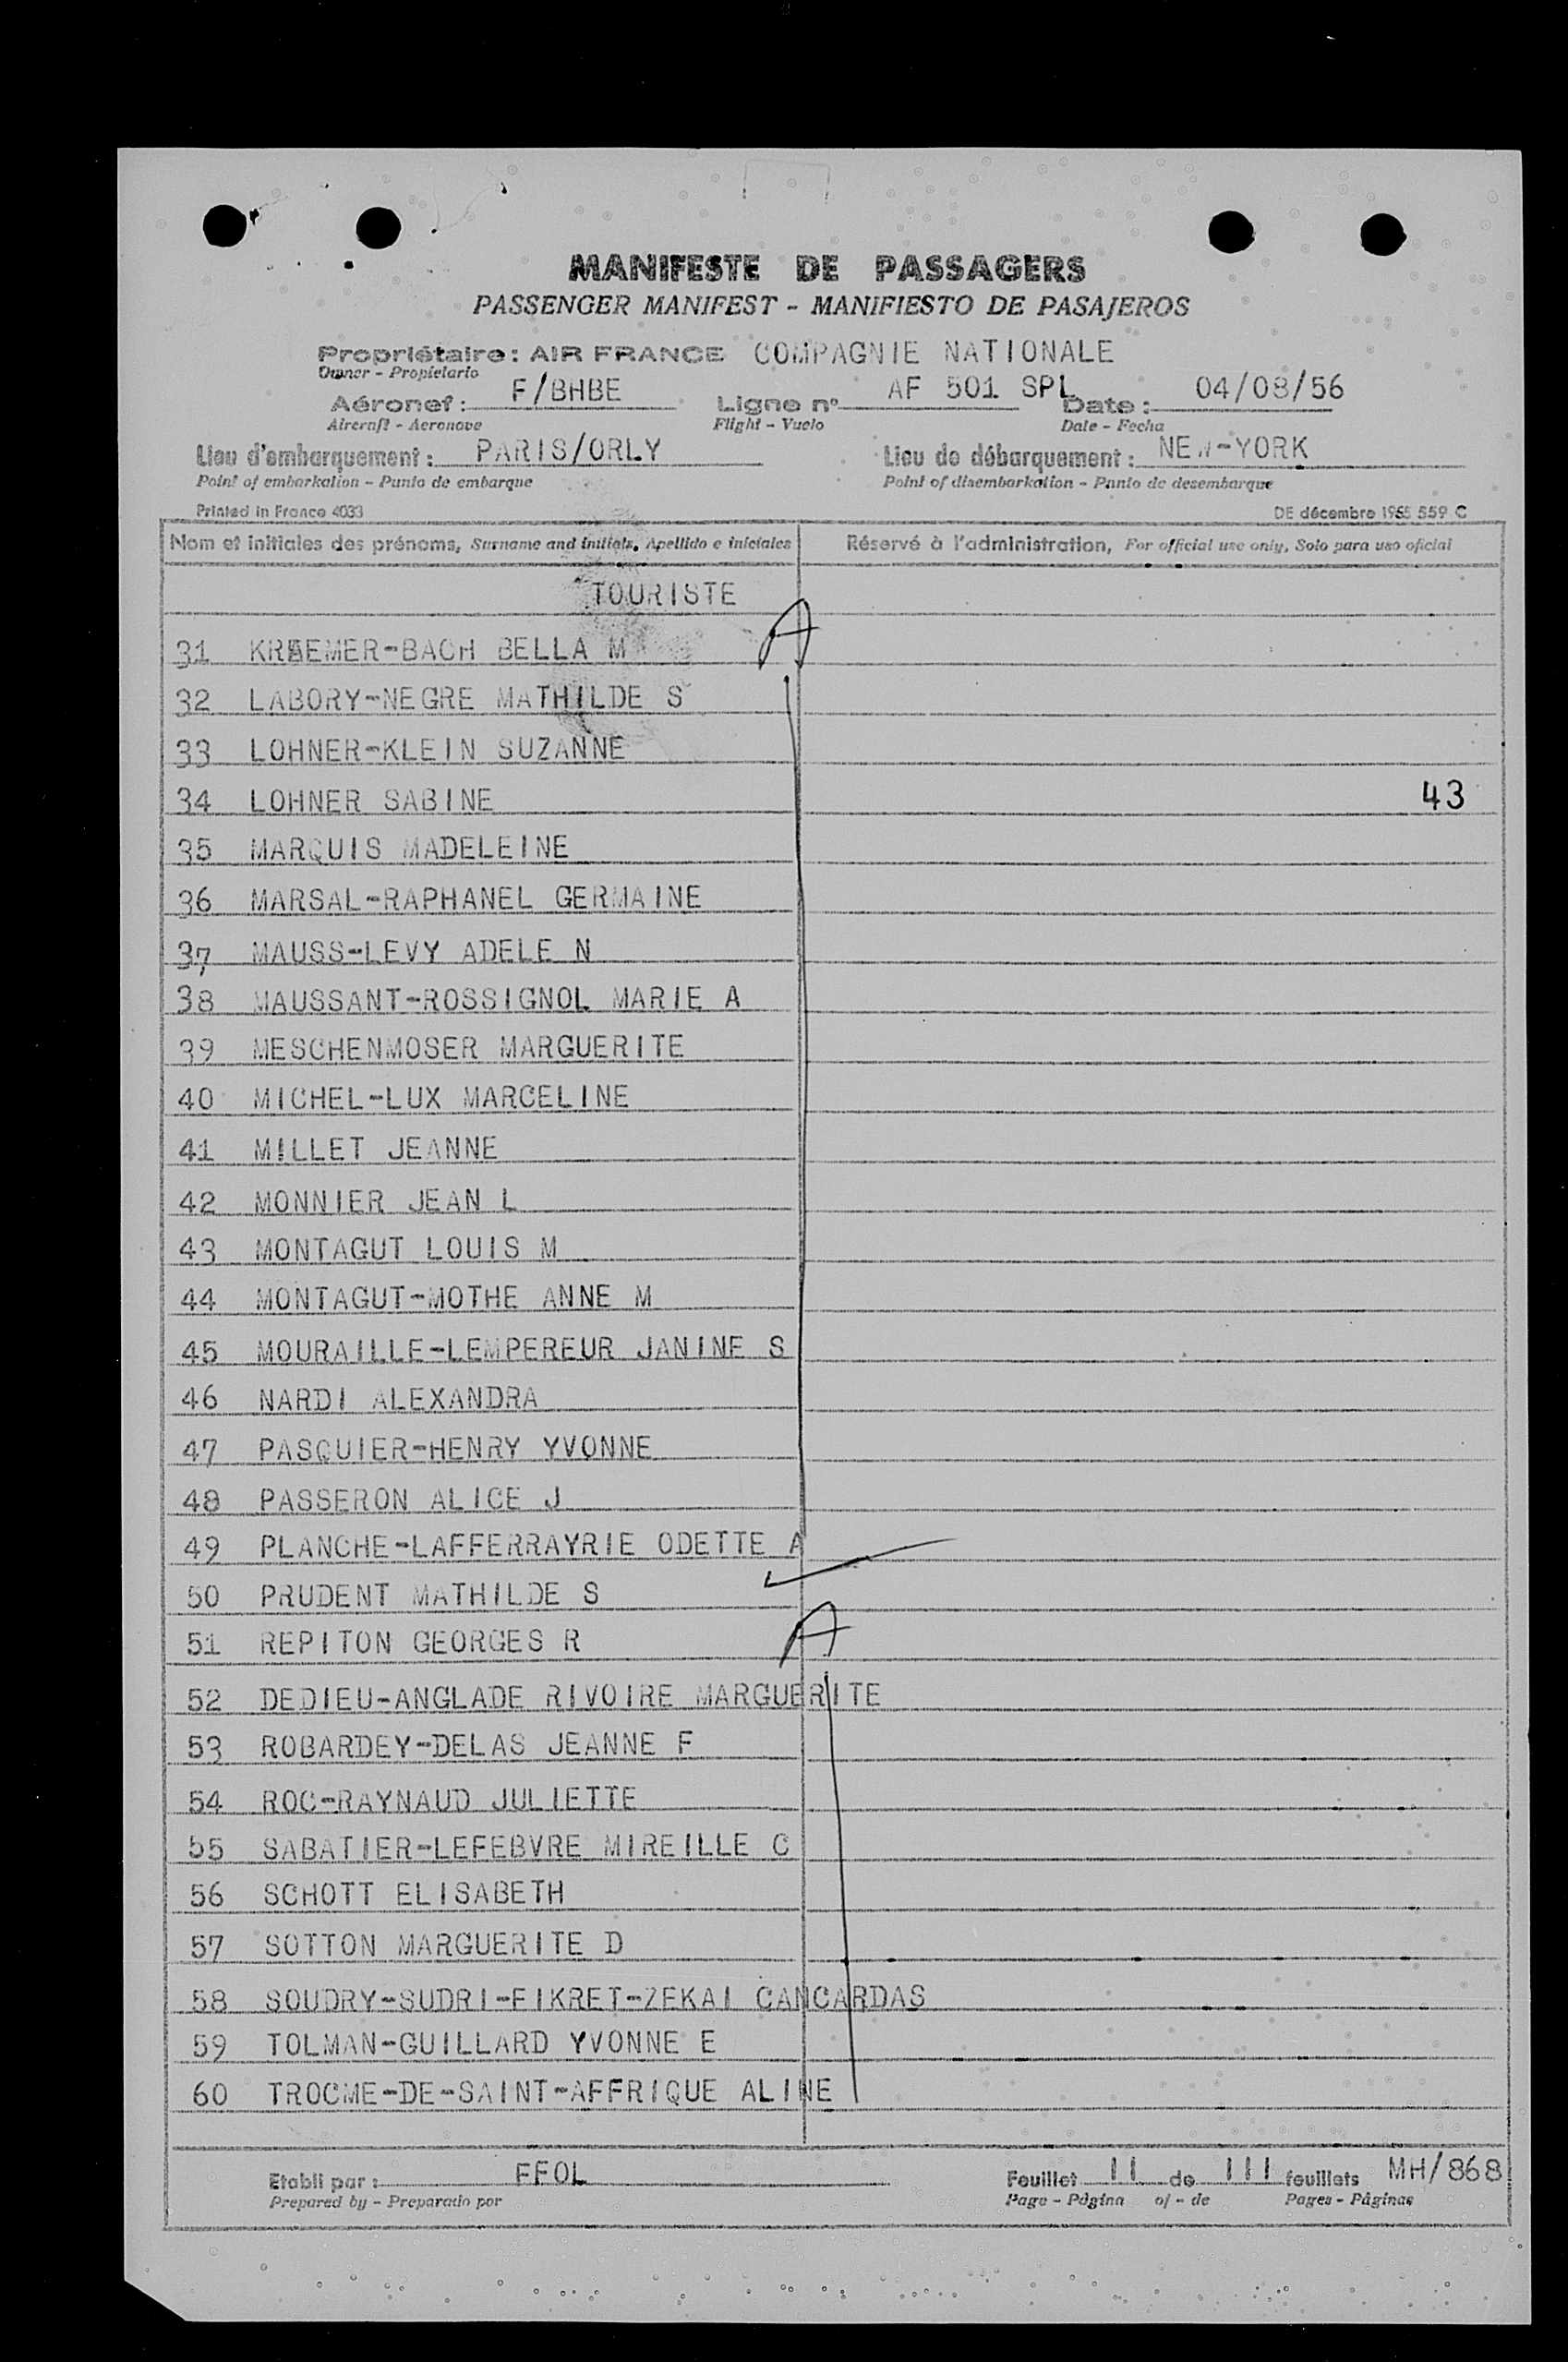 MANIFESTE DE PASSAGERS
PASSENGER MANIFEST - MANIFIESTO DE PASAJEROS
Propriétaire : AIR FRANCE COMPAGNIE NATIONALE
Owner - Propietario
Aéronef : F/BHBE Ligne n° AF 501 SPL Date : 04/08/56
Aircraft - Aeronove Flight - Vuelo Date - Fecha
Lieu d'embarquement : PARIS/ORLY Lieu de débarquement : NEW-YORK
Point of embarkation - Punto de embarque Point of disembarkation - Punto de desembarque
Printed in France 4033 DE décembre 1955 559 C
Nom et initiales des prénoms, Surname and initials, Apellido e iniciales Réservé à l'administration, For official use only, Solo para uso oficial
TOURISTE
31 KRAEMER-BACH BELLA M A
32 LABORY-NEGRE MATHILDE S
33 LOHNER-KLEIN SUZANNE
34 LOHNER SABINE 43
35 MARQUIS MADELEINE
36 MARSAL-RAPHANEL GERMAINE
37 MAUSS-LEVY ADELE N
38 MAUSSANT-ROSSIGNOL MARIE A
39 MESCHENMOSER MARGUERITE
40 MICHEL-LUX MARCELINE
41 MILLET JEANNE
42 MONNIER JEAN L
43 MONTAGUT LOUIS M
44 MONTAGUT-MOTHE ANNE M
45 MOURAILLE-LEMPEREUR JANINE S
46 NARDI ALEXANDRA
47 PASQUIER-HENRY YVONNE
48 PASSERON ALICE J
49 PLANCHE-LAFFERRAYRIE ODETTE A
50 PRUDENT MATHILDE S
51 REPITON GEORGES R A
52 DEDIEU-ANGLADE RIVOIRE MARGUERITE
53 ROBARDEY-DELAS JEANNE F
54 ROC-RAYNAUD JULIETTE
55 SABATIER-LEFEBVRE MIREILLE C
56 SCHOTT ELISABETH
57 SOTTON MARGUERITE D
58 SOUDRY-SUDRI-FIKRET-ZEKAI CANCARDAS
59 TOLMAN-GUILLARD YVONNE E
60 TROCME-DE-SAINT-AFFRIQUE ALINE
Etabli par : FFOL Feuillet II de III feuillets MH/868
Prepared by - Preparado por Page - Página of - de Pages - Páginas